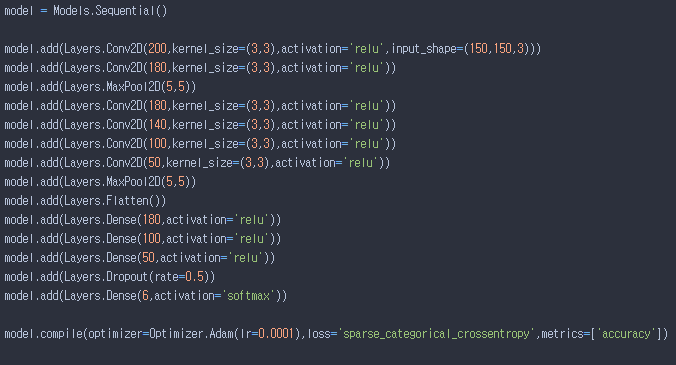 model = Models.Sequential()
model.add(Layers.Conv2D(200,kernel_size=(3,3),activation='relu',input_shape=(150,150,3)))
model.add(Layers.Conv2D(180,kernel_size=(3,3),activation='relu'))
model.add(Layers.MaxPool2D(5,5))
model.add(Layers.Conv2D(180,kernel_size=(3,3),activation='relu'))
model.add(Layers.Conv2D(140,kernel_size=(3,3),activation='relu'))
model.add(Layers.Conv2D(100,kernel_size=(3,3),activation='relu'))
model.add(Layers.Conv2D(50,kernel_size=(3,3),activation='relu'))
model.add(Layers.MaxPool2D(5,5))
model.add(Layers.Flatten())
model.add(Layers.Dense(180,activation='relu'))
model.add(Layers.Dense(100,activation='relu'))
model.add(Layers.Dense(50,activation='relu'))
model.add(Layers.Dropout(rate=0.5))
model.add(Layers.Dense(6,activation='softmax'))
model.compile(optimizer=Optimizer.Adam(lr=0.0001),loss='sparse_categorical_crossentropy',metrics=['accuracy'])